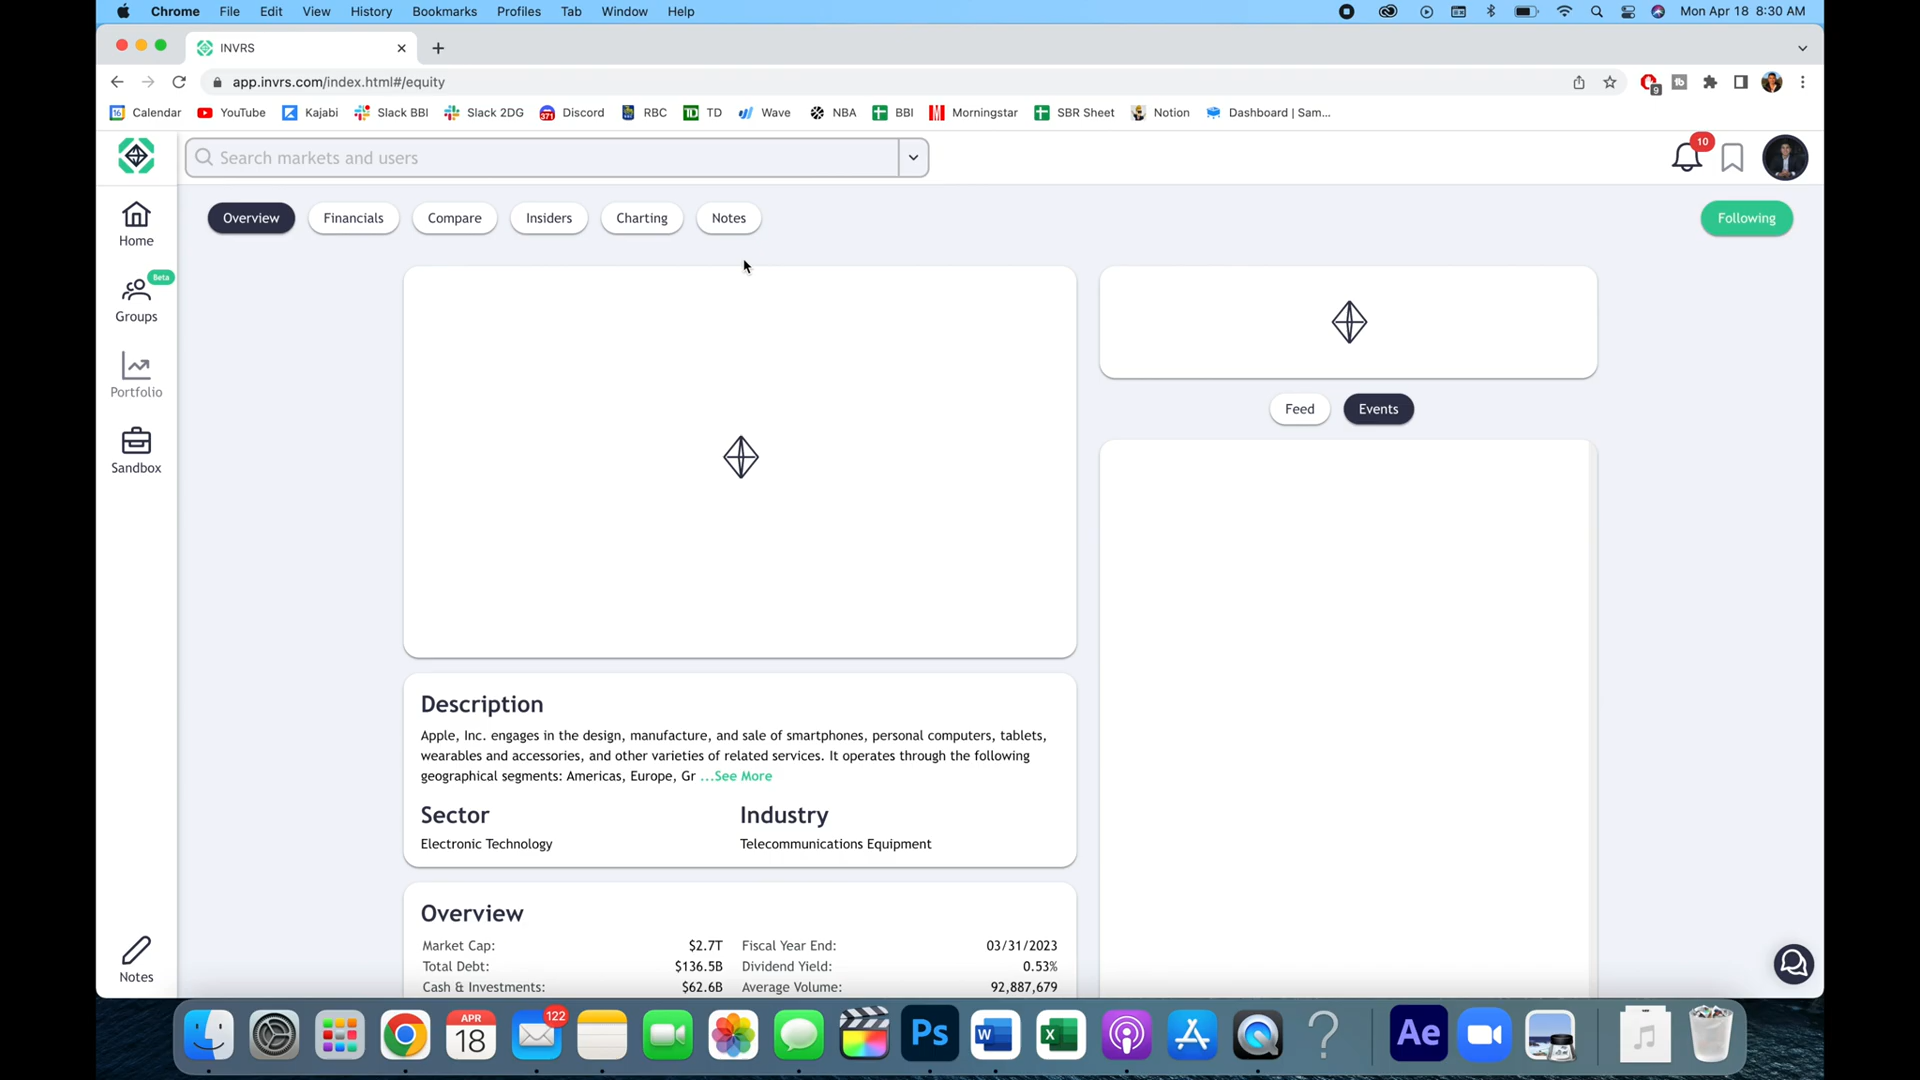 Chrome File Edit View History Bookmarks Profiles Tab Window Help Mon Apr 18 8:30 AM
INVRS
app.invrs.com/index.html#/equity 9
16 Calendar YouTube Kajabi Slack BBI Slack 2DG 371 Discord RBC TD TD Wave NBA BBI Morningstar SBR Sheet Notion Dashboard | Sam...
Search markets and users 10
Overview Financials Compare Insiders Charting Notes Following
Home
Beta
Groups
Portfolio
Sandbox
Notes
Feed Events
Description
Apple, Inc. engages in the design, manufacture, and sale of smartphones, personal computers, tablets,
wearables and accessories, and other varieties of related services. It operates through the following
geographical segments: Americas, Europe, Gr ...See More
Sector Industry
Electronic Technology Telecommunications Equipment
Overview
Market Cap: $2.7T Fiscal Year End: 03/31/2023
Total Debt: $136.5B Dividend Yield: 0.53%
Cash & Investments: $62.6B Average Volume: 92,887,679
APR 122
18 Ps W X ? Ae